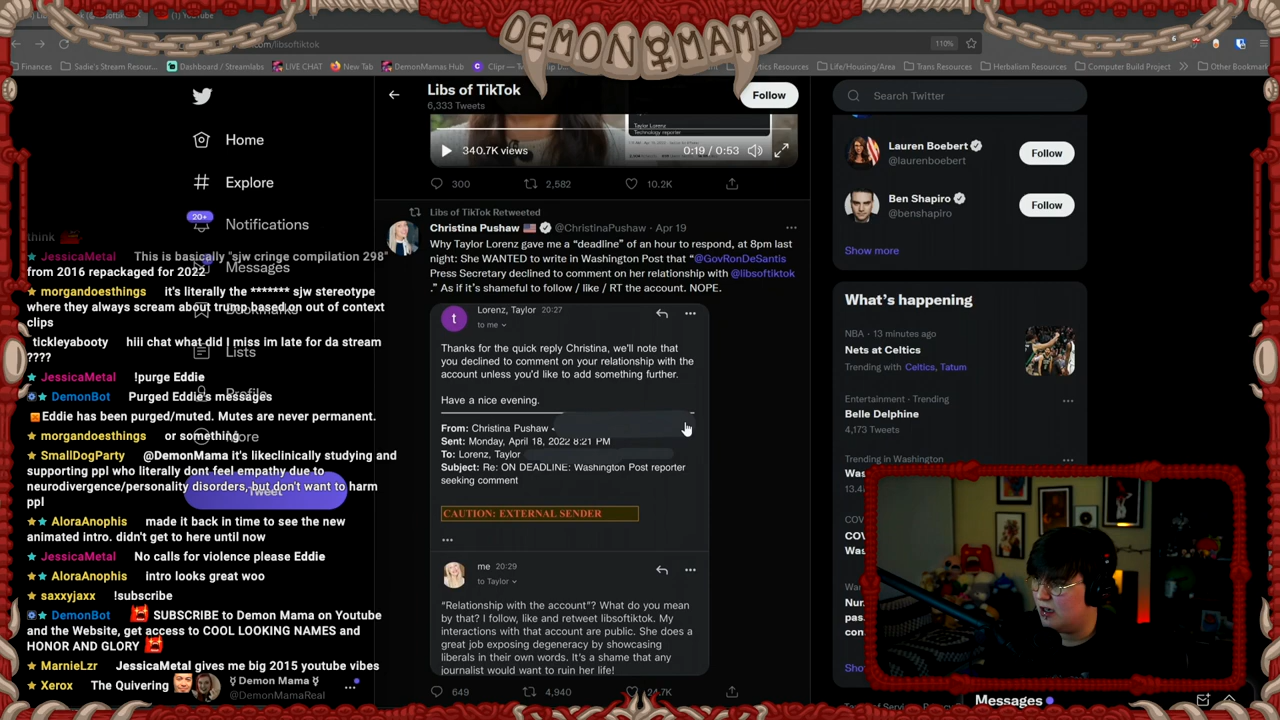 DEMON MAMA
(1) YouTube
.com/libsoftiktok
110%
Finances
Sadie's Stream Resour...
Dashboard / Streamlabs
LIVE CHAT
New Tab
DemonMamas Hub
Life/Housing/Area
Trans Resources
Herbalism Resources
Computer Build Project
Other Bookmark
Home
Explore
20+
Notifications
Messages
Lists
Profile
More
Tweet
⚧ Demon Mama ⚧
@DemonMamaReal
think
JessicaMetal This is basically "sjw cringe compilation 298"
from 2016 repackaged for 2022
morgandoesthings it's literally the ******* sjw stereotype
where they always scream about trump based on out of context
clips
tickleyabooty hiii chat what did I miss im late for da stream
????
JessicaMetal !purge Eddie
DemonBot Purged Eddie's messages
Eddie has been purged/muted. Mutes are never permanent.
morgandoesthings or something
SmallDogParty @DemonMama it's likeclinically studying and
supporting ppl who literally dont feel empathy due to
neurodivergence/personality disorders, but don't want to harm
ppl
AloraAnophis made it back in time to see the new
animated intro. didn't get to here until now
JessicaMetal No calls for violence please Eddie
AloraAnophis intro looks great woo
saxxyjaxx !subscribe
DemonBot SUBSCRIBE to Demon Mama on Youtube
and the Website, get access to COOL LOOKING NAMES and
HONOR AND GLORY
MarnieLzr JessicaMetal gives me big 2015 youtube vibes
Xerox The Quivering
Libs of TikTok
6,333 Tweets
Follow
Taylor Lorenz
Technology reporter
340.7K views
0:19 / 0:53
300
2,582
10.2K
Libs of TikTok Retweeted
Christina Pushaw 🇺🇸 @ChristinaPushaw · Apr 19
Why Taylor Lorenz gave me a “deadline” of an hour to respond, at 8pm last
night: She WANTED to write in Washington Post that “@GovRonDeSantis
Press Secretary declined to comment on her relationship with @libsoftiktok
.” As if it’s shameful to follow / like / RT the account. NOPE.
t
Lorenz, Taylor 20:27
to me
Thanks for the quick reply Christina, we'll note that
you declined to comment on your relationship with the
account unless you'd like to add something further.
Have a nice evening.
From: Christina Pushaw
Sent: Monday, April 18, 2022 8:21 PM
To: Lorenz, Taylor
Subject: Re: ON DEADLINE: Washington Post reporter
seeking comment
CAUTION: EXTERNAL SENDER
me 20:29
to Taylor
“Relationship with the account”? What do you mean
by that? I follow, like and retweet libsoftiktok. My
interactions with that account are public. She does a
great job exposing degeneracy by showcasing
liberals in their own words. It's a shame that any
journalist would want to ruin her life!
649
4,940
24.7K
Search Twitter
Lauren Boebert
@laurenboebert
Follow
Ben Shapiro
@benshapiro
Follow
Show more
What's happening
NBA · 13 minutes ago
Nets at Celtics
Trending with Celtics, Tatum
Entertainment · Trending
Belle Delphine
4,173 Tweets
Trending in Washington
Messages